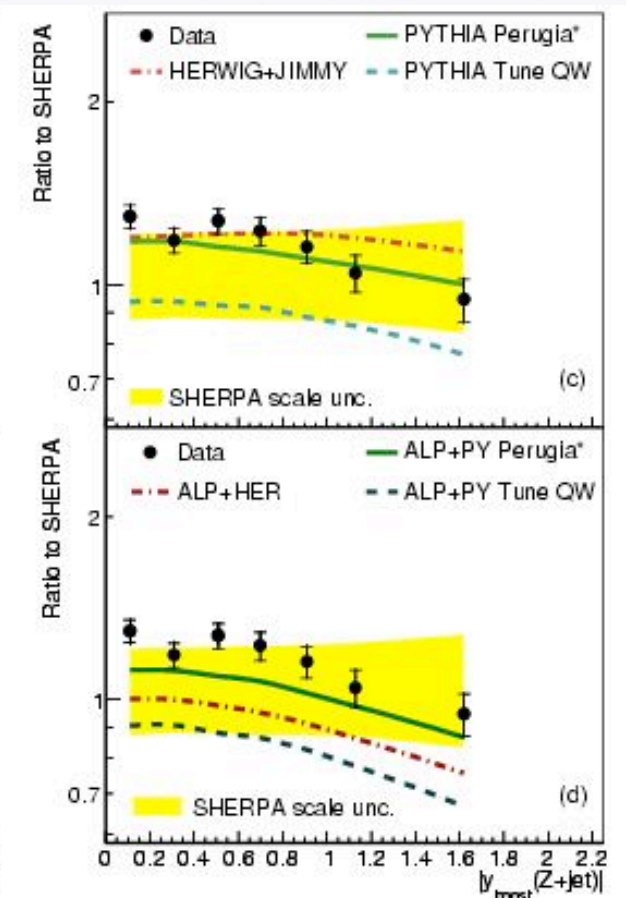 Data
PYTHIA Perugia*
HERWIG+JIMMY
PYTHIA Tune QW
Ratio to SHERPA
2
1
0.7
SHERPA scale unc.
(c)
Data
ALP+PY Perugia*
ALP+HER
ALP+PY Tune QW
Ratio to SHERPA
2
1
0.7
SHERPA scale unc.
(d)
0 0.2 0.4 0.6 0.8 1 1.2 1.4 1.6 1.8 2 2.2
|y boost (Z+jet)|